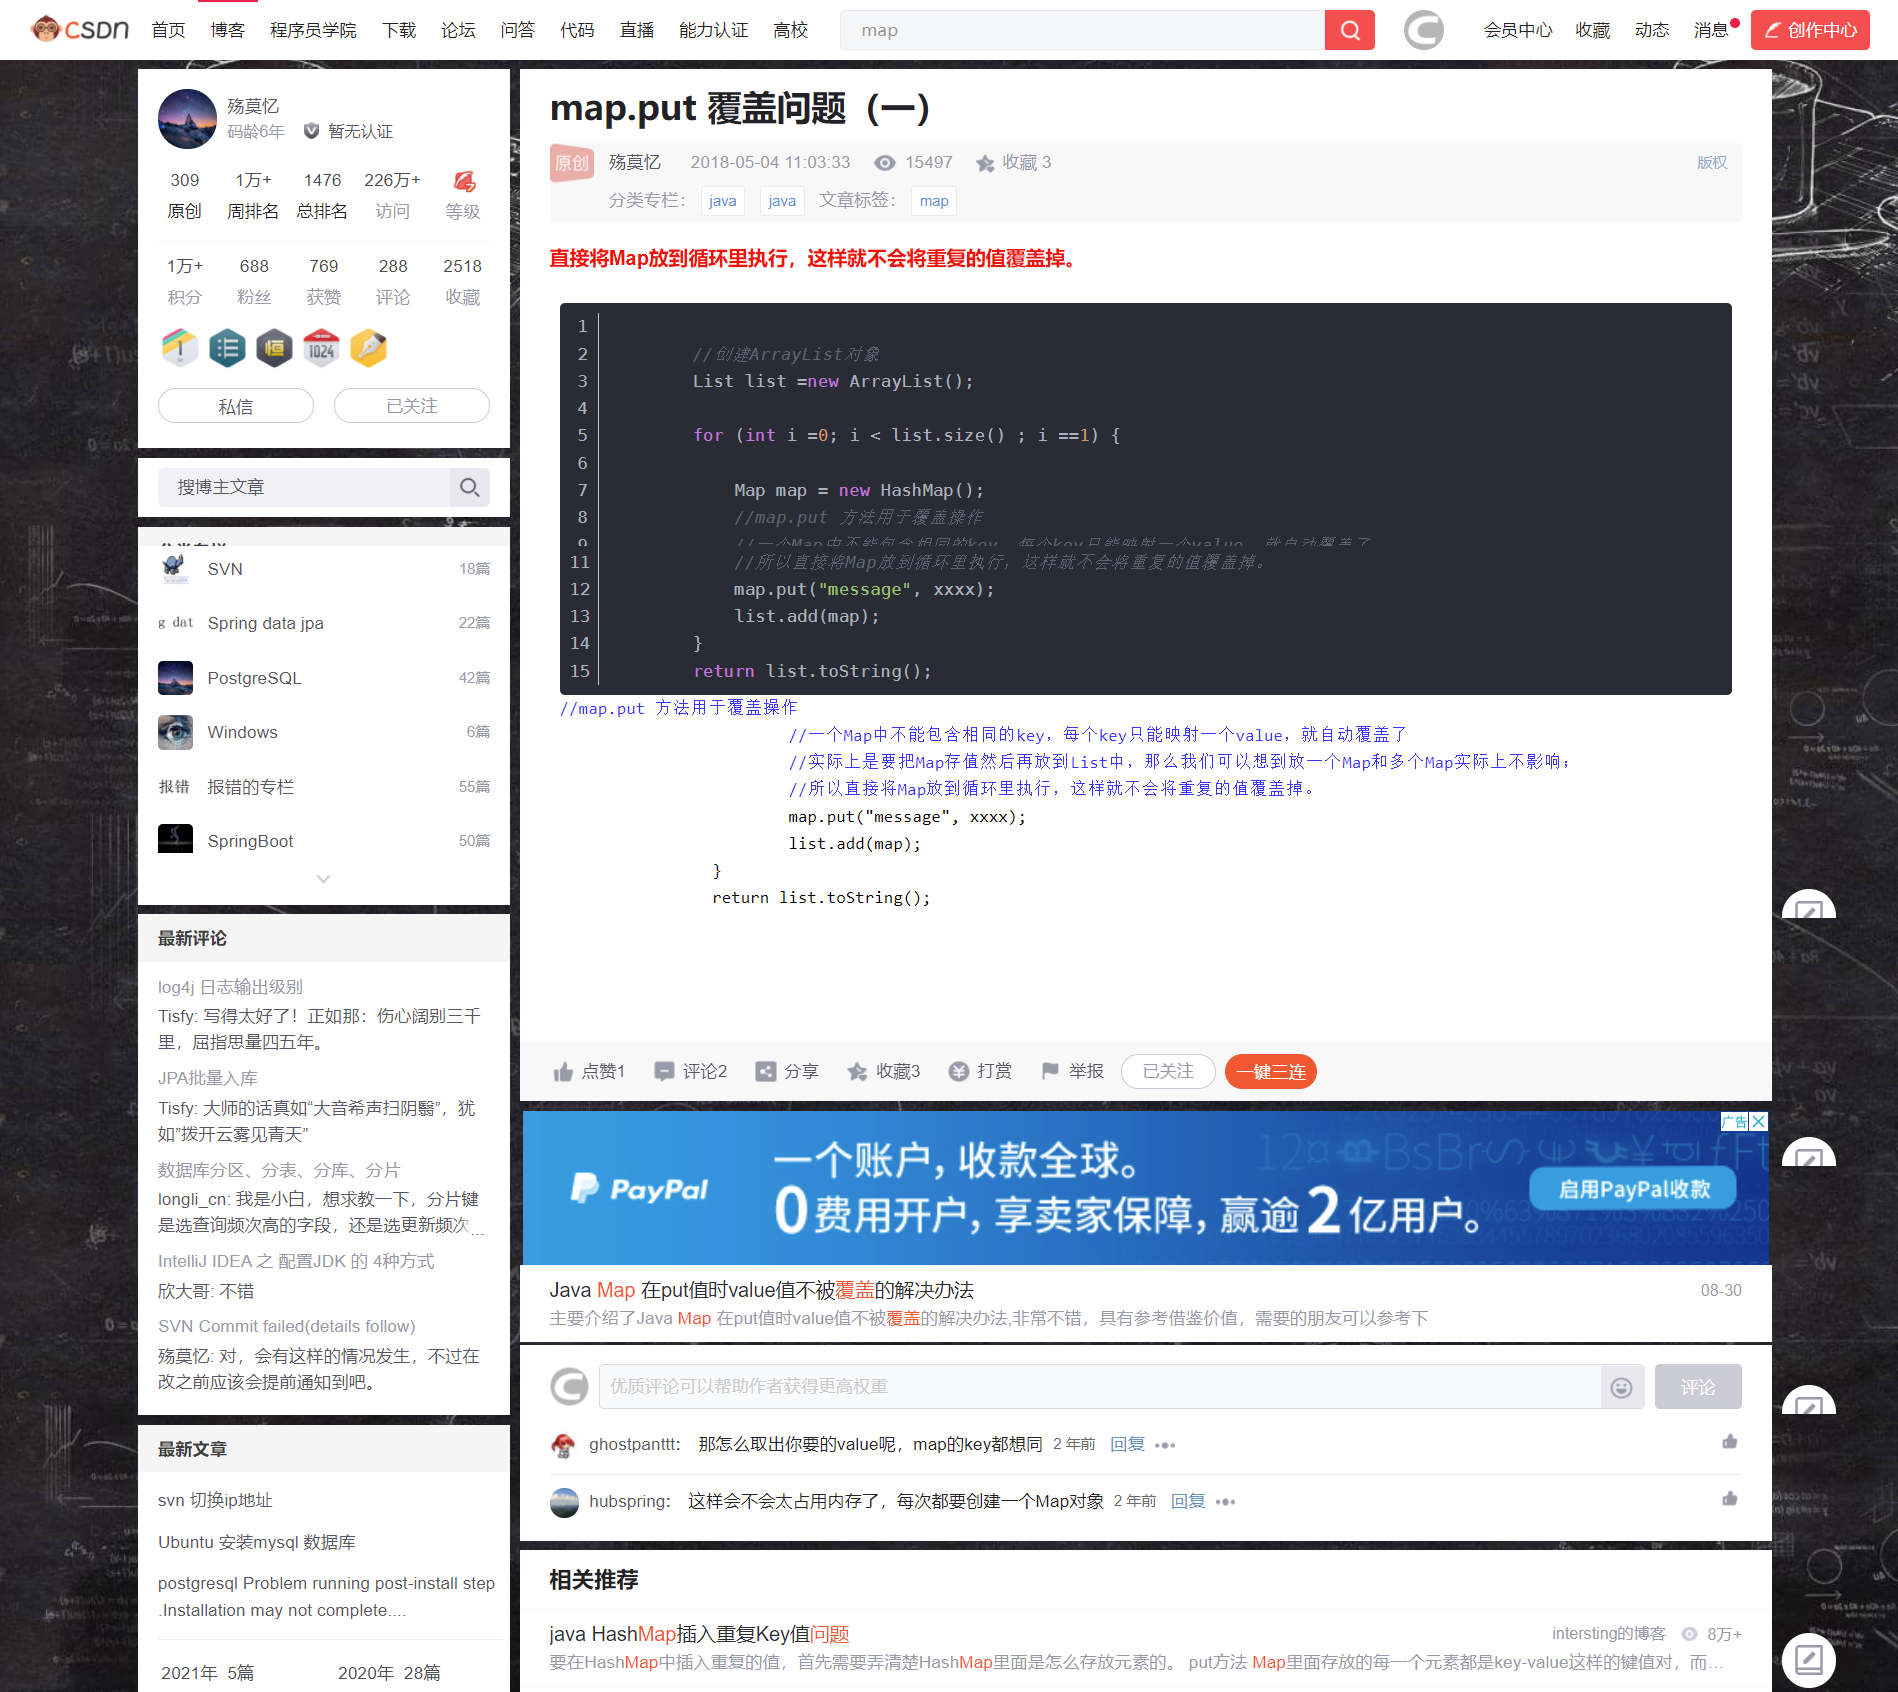 CSDN 首页 博客 程序员学院 下载 论坛 问答 代码 直播 能力认证 高校 map 会员中心 收藏 动态 消息 创作中心
殇莫忆
码龄6年 暂无认证
309 1万+ 1476 226万+
原创 周排名 总排名 访问 等级
1万+ 688 769 288 2518
积分 粉丝 获赞 评论 收藏
1024
私信 已关注
搜博主文章
SVN 18篇
g dat Spring data jpa 22篇
PostgreSQL 42篇
Windows 6篇
报错 报错的专栏 55篇
SpringBoot 50篇
最新评论
log4j 日志输出级别
Tisfy: 写得太好了！正如那：伤心阔别三千
里，屈指思量四五年。
JPA批量入库
Tisfy: 大师的话真如“大音希声扫阴翳”，犹
如”拨开云雾见青天”
数据库分区、分表、分库、分片
longli_cn: 我是小白，想求教一下，分片键
是选查询频次高的字段，还是选更新频次...
IntelliJ IDEA 之 配置JDK 的 4种方式
欣大哥: 不错
SVN Commit failed(details follow)
殇莫忆: 对，会有这样的情况发生，不过在
改之前应该会提前通知到吧。
最新文章
svn 切换ip地址
Ubuntu 安装mysql 数据库
postgresql Problem running post-install step
.Installation may not complete....
2021年 5篇 2020年 28篇
map.put 覆盖问题（一）
原创 殇莫忆 2018-05-04 11:03:33 15497 收藏 3 版权
分类专栏： java java 文章标签： map
直接将Map放到循环里执行，这样就不会将重复的值覆盖掉。
1
2 //创建ArrayList对象
3 List list =new ArrayList();
4
5 for (int i =0; i < list.size() ; i ==1) {
6
7 Map map = new HashMap();
8 //map.put 方法用于覆盖操作
9 //一个Map中不能包含相同的key，每个key只能映射一个value，就自动覆盖了
11 //所以直接将Map放到循环里执行，这样就不会将重复的值覆盖掉。
12 map.put("message", xxxx);
13 list.add(map);
14 }
15 return list.toString();
//map.put 方法用于覆盖操作
//一个Map中不能包含相同的key，每个key只能映射一个value，就自动覆盖了
//实际上是要把Map存值然后再放到List中，那么我们可以想到放一个Map和多个Map实际上不影响；
//所以直接将Map放到循环里执行，这样就不会将重复的值覆盖掉。
map.put("message", xxxx);
list.add(map);
}
return list.toString();
点赞1 评论2 分享 收藏3 打赏 举报 已关注 一键三连
广告
PayPal 一个账户，收款全球。
0费用开户，享卖家保障，赢逾2亿用户。 启用PayPal收款
Java Map 在put值时value值不被覆盖的解决办法 08-30
主要介绍了Java Map 在put值时value值不被覆盖的解决办法,非常不错，具有参考借鉴价值，需要的朋友可以参考下
优质评论可以帮助作者获得更高权重 评论
ghostpanttt： 那怎么取出你要的value呢，map的key都想同 2 年前 回复
hubspring： 这样会不会太占用内存了，每次都要创建一个Map对象 2 年前 回复
相关推荐
java HashMap插入重复Key值问题 intersting的博客 8万+
要在HashMap中插入重复的值，首先需要弄清楚HashMap里面是怎么存放元素的。 put方法 Map里面存放的每一个元素都是key-value这样的键值对，而...